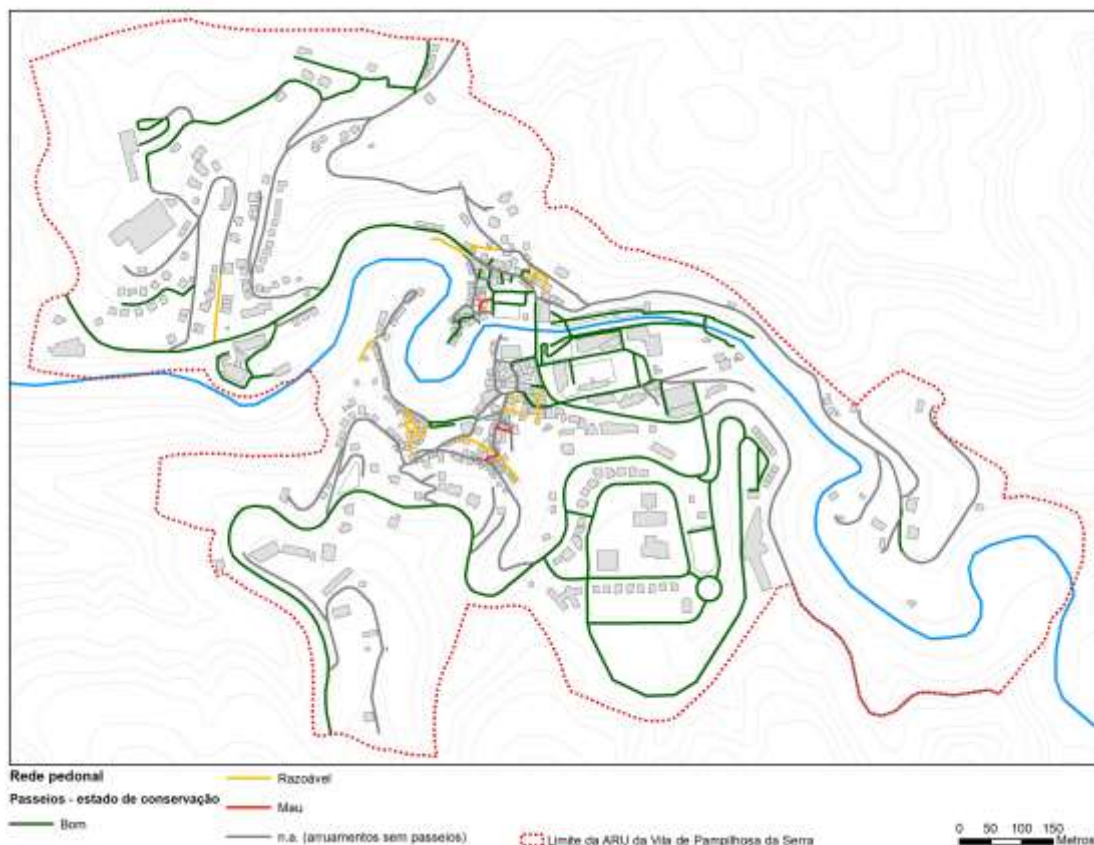 Rede pedonal
Passeios - estado de conservação
Bom
Razoável
Mau
n.a. (arruamentos sem passeios)
Limite da ARU da Vila de Pampilhosa da Serra
0 50 100 150
Metros